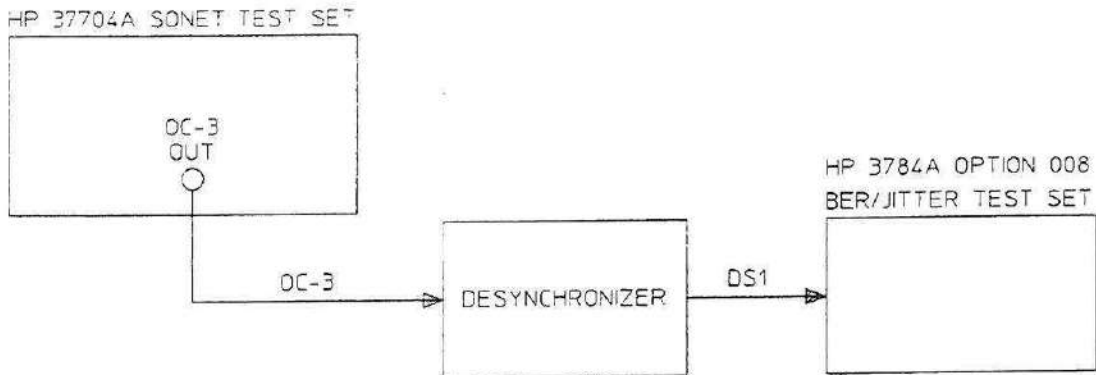 HP 37704A SONET TEST SET
OC-3
OUT
HP 3784A OPTION 008
BER/JITTER TEST SET
OC-3
DESYNCHRONIZER
DS1